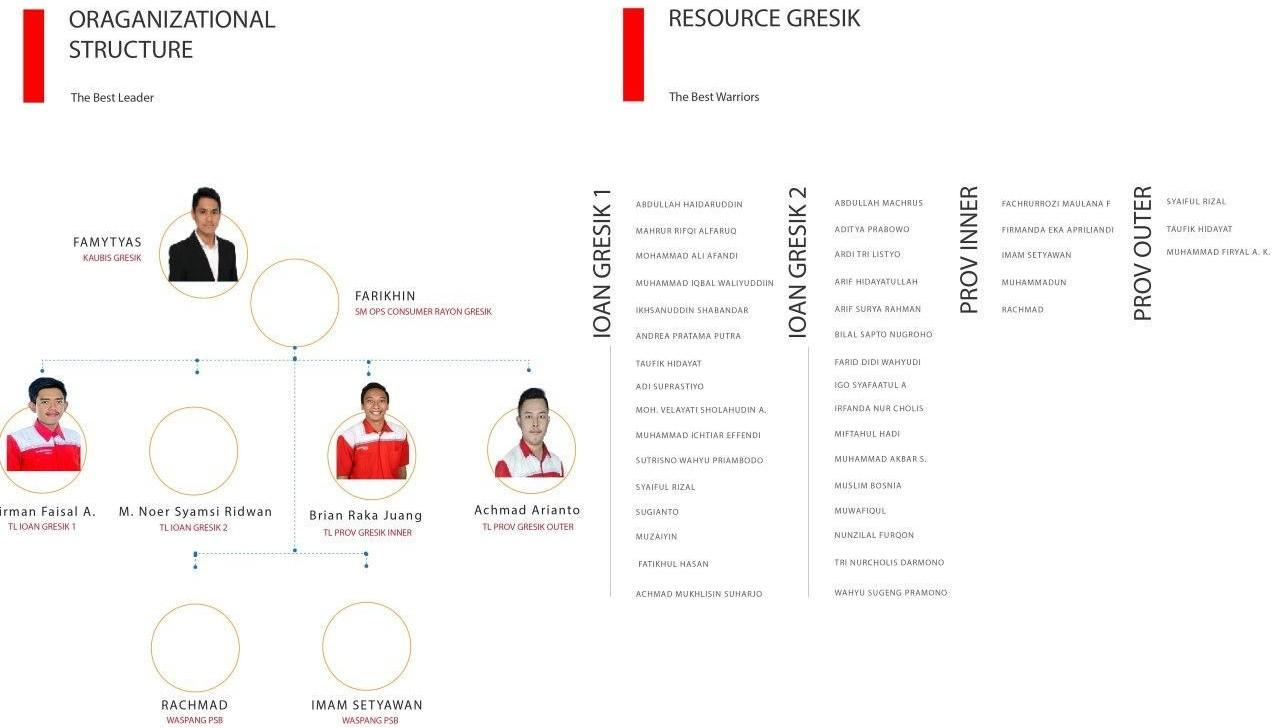 ORAGANIZATIONAL
STRUCTURE
The Best Leader
FAMYTYAS
KAUBIS GRESIK
FARIKHIN
SM OPS CONSUMER RAYON GRESIK
irman Faisal A.
TL IOAN GRESIK 1
M. Noer Syamsi Ridwan
TL IOAN GRESIK 2
Brian Raka Juang
TL PROV GRESIK INNER
Achmad Arianto
TL PROV GRESIK OUTER
RACHMAD
WASPANG PSB
IMAM SETYAWAN
WASPANG PSB
RESOURCE GRESIK
The Best Warriors
IOAN GRESIK 1
ABDULLAH HAIDARUDDIN
MAHRUR RIFQI ALFARUQ
MOHAMMAD ALI AFANDI
MUHAMMAD IQBAL WALIYUDDIIN
IKHSANUDDIN SHABANDAR
ANDREA PRATAMA PUTRA
TAUFIK HIDAYAT
ADI SUPRASTIYO
MOH. VELAYATI SHOLAHUDIN A.
MUHAMMAD ICHTIAR EFFENDI
SUTRISNO WAHYU PRIAMBODO
SYAIFUL RIZAL
SUGIANTO
MUZAIYIN
FATIKHUL HASAN
ACHMAD MUKHLISIN SUHARJO
IOAN GRESIK 2
ABDULLAH MACHRUS
ADITYA PRABOWO
ARDI TRI LISTYO
ARIF HIDAYATULLAH
ARIF SURYA RAHMAN
BILAL SAPTO NUGROHO
FARID DIDI WAHYUDI
IGO SYAFAATUL A
IRFANDA NUR CHOLIS
MIFTAHUL HADI
MUHAMMAD AKBAR S.
MUSLIM BOSNIA
MUWAFIQUL
NUNZILAL FURQON
TRI NURCHOLIS DARMONO
WAHYU SUGENG PRAMONO
PROV INNER
FACHRURROZI MAULANA F
FIRMANDA EKA APRILIANDI
IMAM SETYAWAN
MUHAMMADUN
RACHMAD
PROV OUTER
SYAIFUL RIZAL
TAUFIK HIDAYAT
MUHAMMAD FIRYAL A. K.